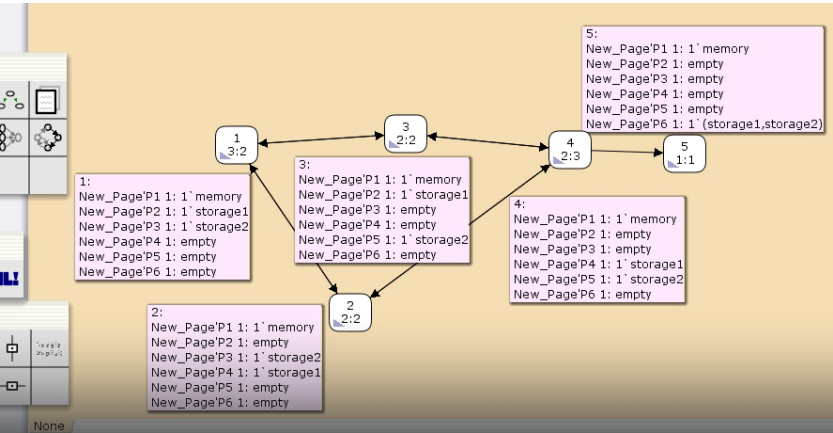 5:
New_Page'P1 1: 1`memory
New_Page'P2 1: empty
New_Page'P3 1: empty
New_Page'P4 1: empty
New_Page'P5 1: empty
New_Page'P6 1: 1`(storage1,storage2)
1
3:2
3
2:2
4
2:3
5
1:1
1:
New_Page'P1 1: 1`memory
New_Page'P2 1: 1`storage1
New_Page'P3 1: 1`storage2
New_Page'P4 1: empty
New_Page'P5 1: empty
New_Page'P6 1: empty
3:
New_Page'P1 1: 1`memory
New_Page'P2 1: 1`storage1
New_Page'P3 1: empty
New_Page'P4 1: empty
New_Page'P5 1: 1`storage2
New_Page'P6 1: empty
4:
New_Page'P1 1: 1`memory
New_Page'P2 1: empty
New_Page'P3 1: empty
New_Page'P4 1: 1`storage1
New_Page'P5 1: 1`storage2
New_Page'P6 1: empty
2
2:2
2:
New_Page'P1 1: 1`memory
New_Page'P2 1: empty
New_Page'P3 1: 1`storage2
New_Page'P4 1: 1`storage1
New_Page'P5 1: empty
New_Page'P6 1: empty
None